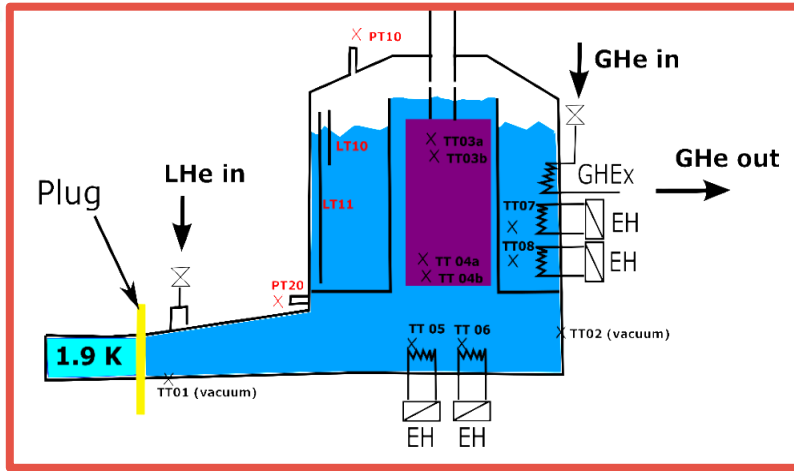 PT10
GHe in
TT03a
TT03b
LT10
LHe in
GHEx
GHe out
Plug
LT11
TT07
EH
TT08
EH
TT 04a
TT 04b
PT20
TT 05
TT 06
TT02 (vacuum)
1.9 K
TT01 (vacuum)
EH
EH